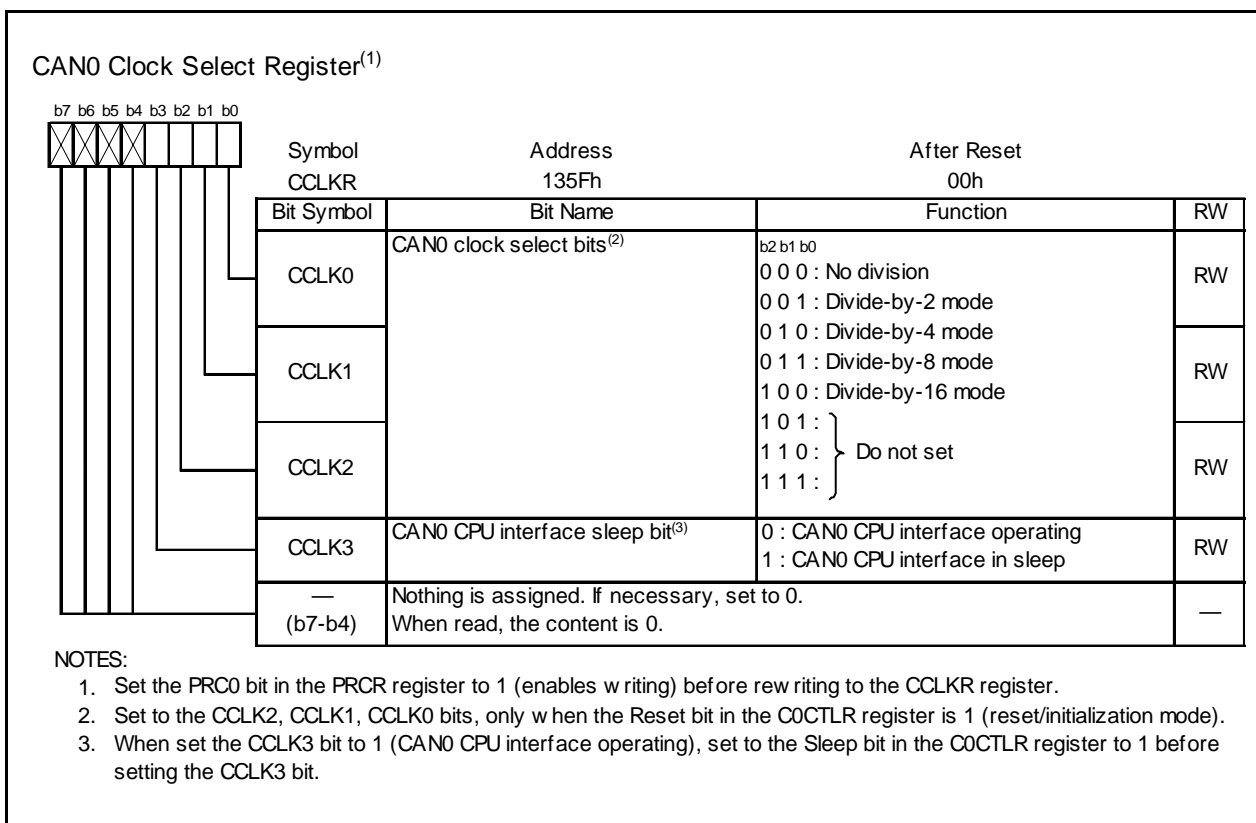 CAN0 Clock Select Register(1)
b7 b6 b5 b4 b3 b2 b1 b0
Symbol Address After Reset
CCLKR 135Fh 00h
Bit Symbol Bit Name Function RW
CCLK0 CAN0 clock select bits(2) b2 b1 b0 RW
0 0 0 : No division
0 0 1 : Divide-by-2 mode
0 1 0 : Divide-by-4 mode
CCLK1 0 1 1 : Divide-by-8 mode RW
1 0 0 : Divide-by-16 mode
1 0 1 :
CCLK2 1 1 0 : Do not set RW
1 1 1 :
CCLK3 CAN0 CPU interface sleep bit(3) 0 : CAN0 CPU interface operating RW
1 : CAN0 CPU interface in sleep
— Nothing is assigned. If necessary, set to 0. —
(b7-b4) When read, the content is 0.
NOTES:
1. Set the PRC0 bit in the PRCR register to 1 (enables writing) before rewriting to the CCLKR register.
2. Set to the CCLK2, CCLK1, CCLK0 bits, only when the Reset bit in the C0CTLR register is 1 (reset/initialization mode).
3. When set the CCLK3 bit to 1 (CAN0 CPU interface operating), set to the Sleep bit in the C0CTLR register to 1 before
setting the CCLK3 bit.